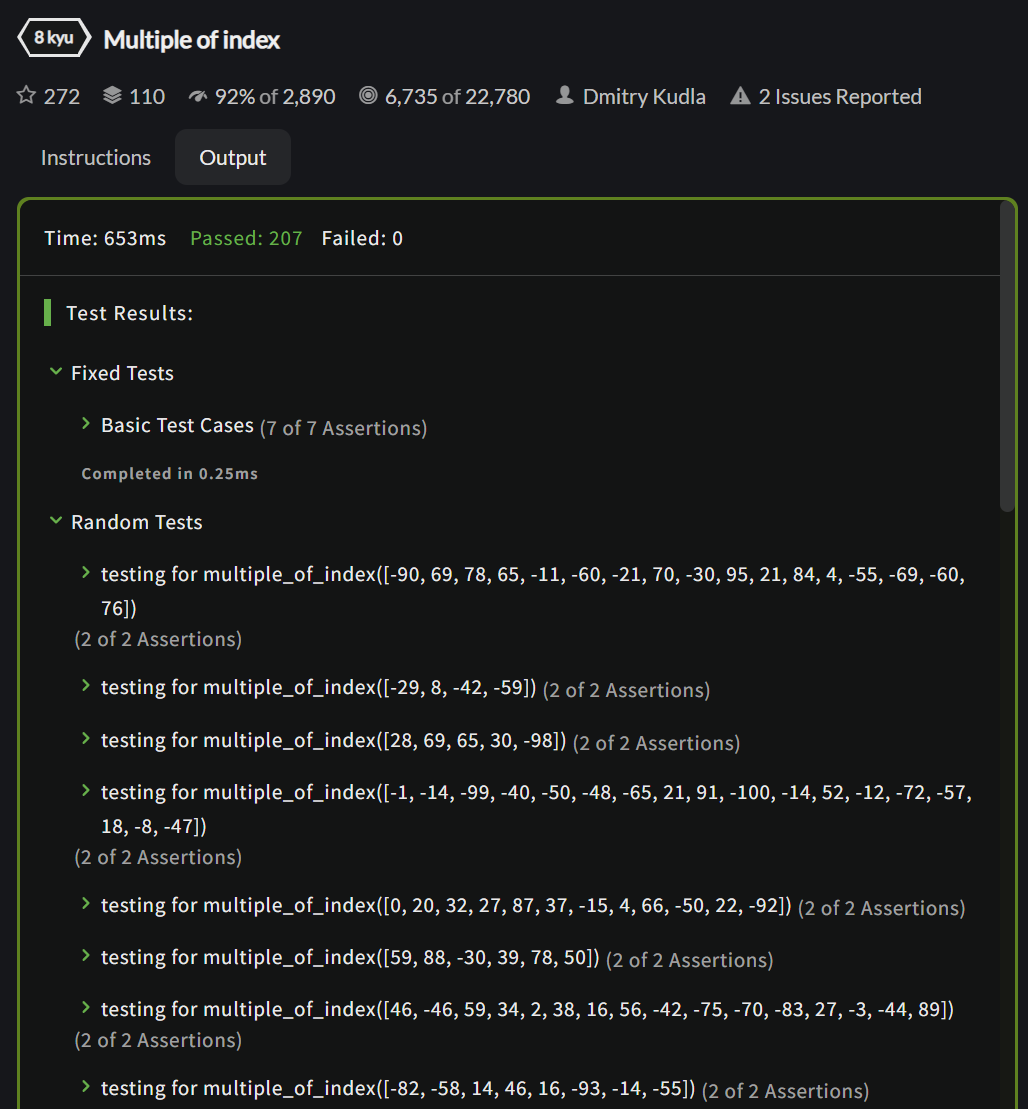 8 kyu Multiple of index
272 110 92% of 2,890 6,735 of 22,780 Dmitry Kudla 2 Issues Reported
Instructions Output
Time: 653ms Passed: 207 Failed: 0
Test Results:
Fixed Tests
Basic Test Cases (7 of 7 Assertions)
Completed in 0.25ms
Random Tests
testing for multiple_of_index([-90, 69, 78, 65, -11, -60, -21, 70, -30, 95, 21, 84, 4, -55, -69, -60,
76])
(2 of 2 Assertions)
testing for multiple_of_index([-29, 8, -42, -59]) (2 of 2 Assertions)
testing for multiple_of_index([28, 69, 65, 30, -98]) (2 of 2 Assertions)
testing for multiple_of_index([-1, -14, -99, -40, -50, -48, -65, 21, 91, -100, -14, 52, -12, -72, -57,
18, -8, -47])
(2 of 2 Assertions)
testing for multiple_of_index([0, 20, 32, 27, 87, 37, -15, 4, 66, -50, 22, -92]) (2 of 2 Assertions)
testing for multiple_of_index([59, 88, -30, 39, 78, 50]) (2 of 2 Assertions)
testing for multiple_of_index([46, -46, 59, 34, 2, 38, 16, 56, -42, -75, -70, -83, 27, -3, -44, 89])
(2 of 2 Assertions)
testing for multiple_of_index([-82, -58, 14, 46, 16, -93, -14, -55]) (2 of 2 Assertions)